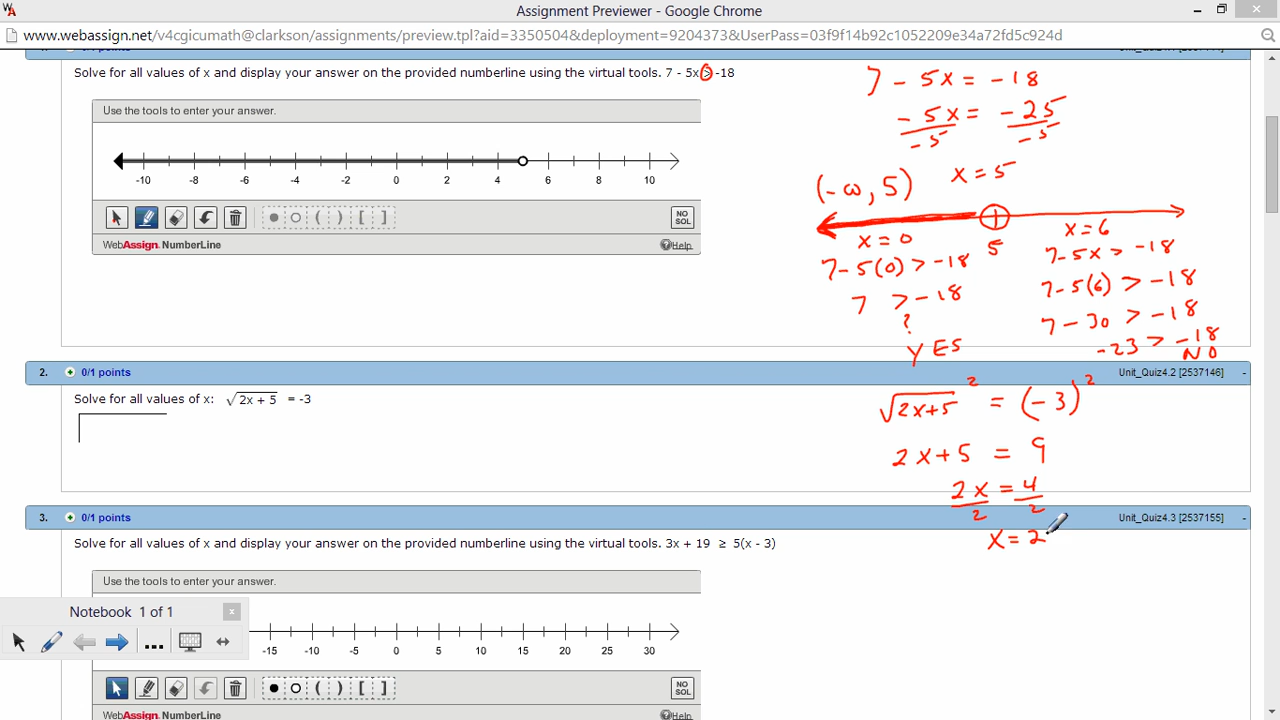 Assignment Previewer - Google Chrome
www.webassign.net/v4cgicumath@clarkson/assignments/preview.tpl?aid=3350504&deployment=9204373&UserPass=03f9f14b92c1052209e34a72fd5cd974
Solve for all values of x and display your answer on the provided numberline using the virtual tools. 7 - 5x > -18
Use the tools to enter your answer.
-10 -8 -6 -4 -2 0 2 4 6 8 10
NO SOL
WebAssign. NumberLine
Help
7 - 5x = -18
-5x = -25
-5 -5
x = 5
(-∞, 5)
5
x = 0
7-5(0) > -18
7 > -18
?
YES
x=6
7-5x > -18
7-5(6) > -18
7-30 > -18
-23 > -18
NO
2. 0/1 points Unit_Quiz4.2 [2537146] -
Solve for all values of x: √2x + 5 = -3
√2x+5² = (-3)²
2x+5 = 9
2x = 4
2 2
x = 2
3. 0/1 points Unit_Quiz4.3 [2537155] -
Solve for all values of x and display your answer on the provided numberline using the virtual tools. 3x + 19 ≥ 5(x - 3)
Use the tools to enter your answer.
Notebook 1 of 1 x
-15 -10 -5 0 5 10 15 20 25 30
NO SOL
WebAssign. NumberLine
Help